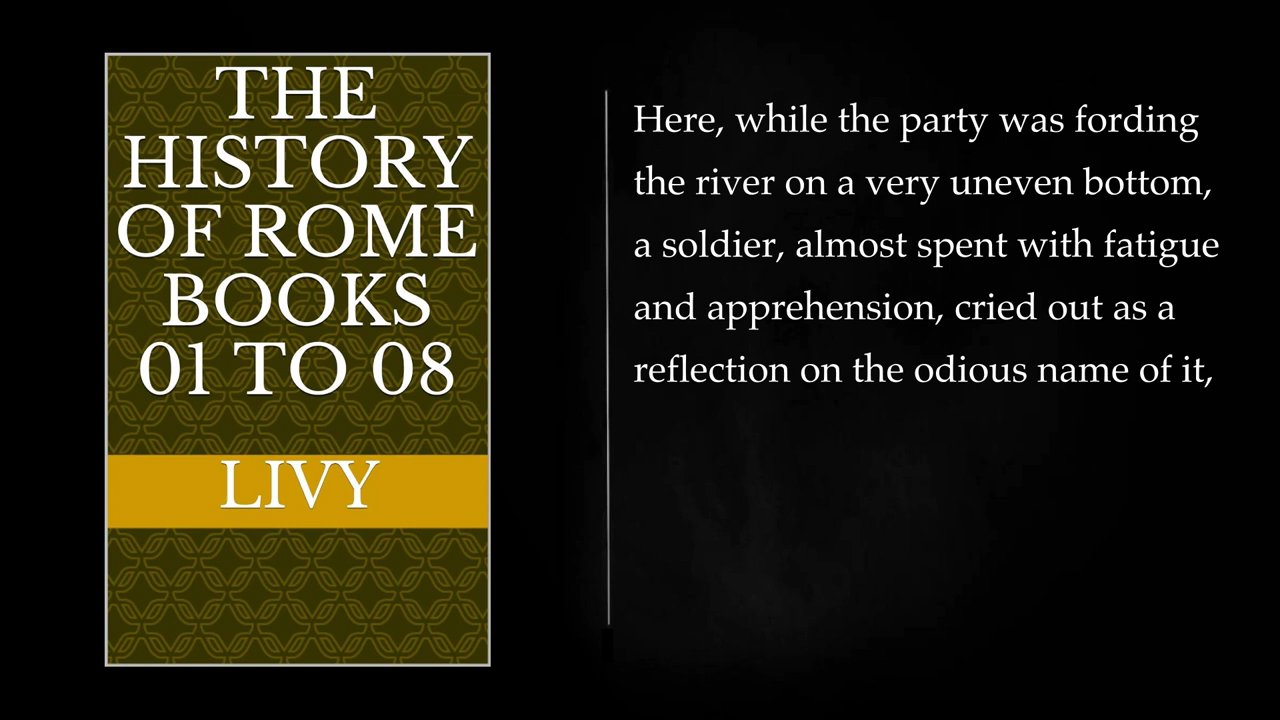 THE
HISTORY
OF ROME
BOOKS
01 TO 08
LIVY
Here, while the party was fording
the river on a very uneven bottom,
a soldier, almost spent with fatigue
and apprehension, cried out as a
reflection on the odious name of it,